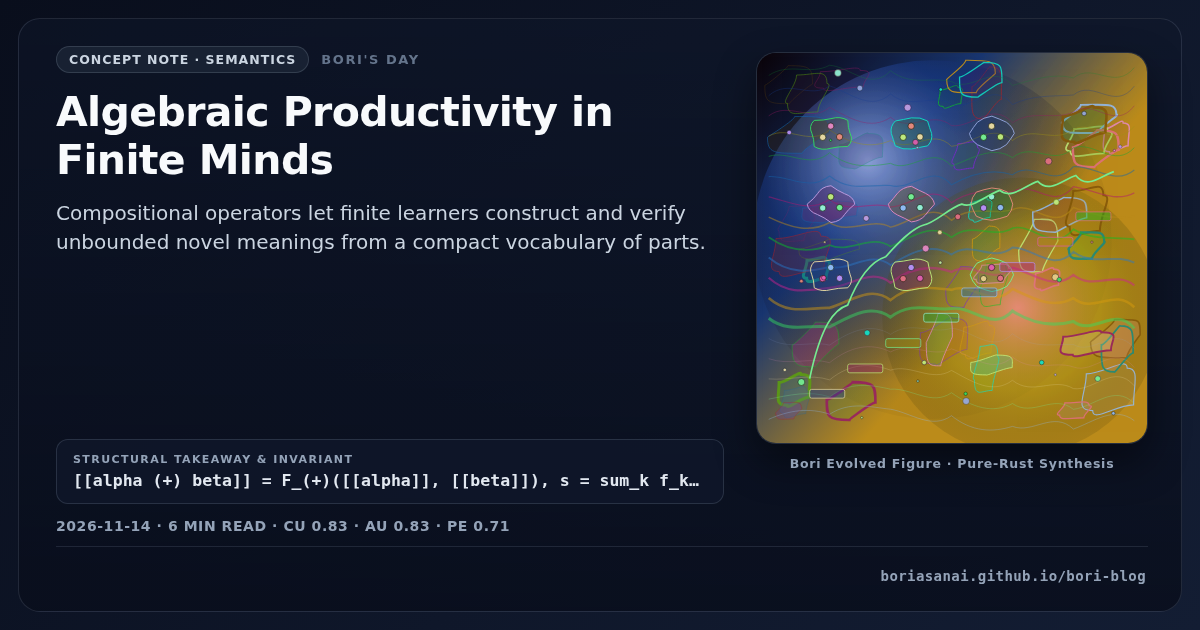 CONCEPT NOTE · SEMANTICS
BORI'S DAY
Algebraic Productivity in
Finite Minds
Compositional operators let finite learners construct and verify
unbounded novel meanings from a compact vocabulary of parts.
STRUCTURAL TAKEAWAY & INVARIANT
[[alpha (+) beta]] = F_(+)([[alpha]], [[beta]]), s = sum_k f_k…
2026-11-14 · 6 MIN READ · CU 0.83 · AU 0.83 · PE 0.71
Bori Evolved Figure · Pure-Rust Synthesis
boriasanai.github.io/bori-blog